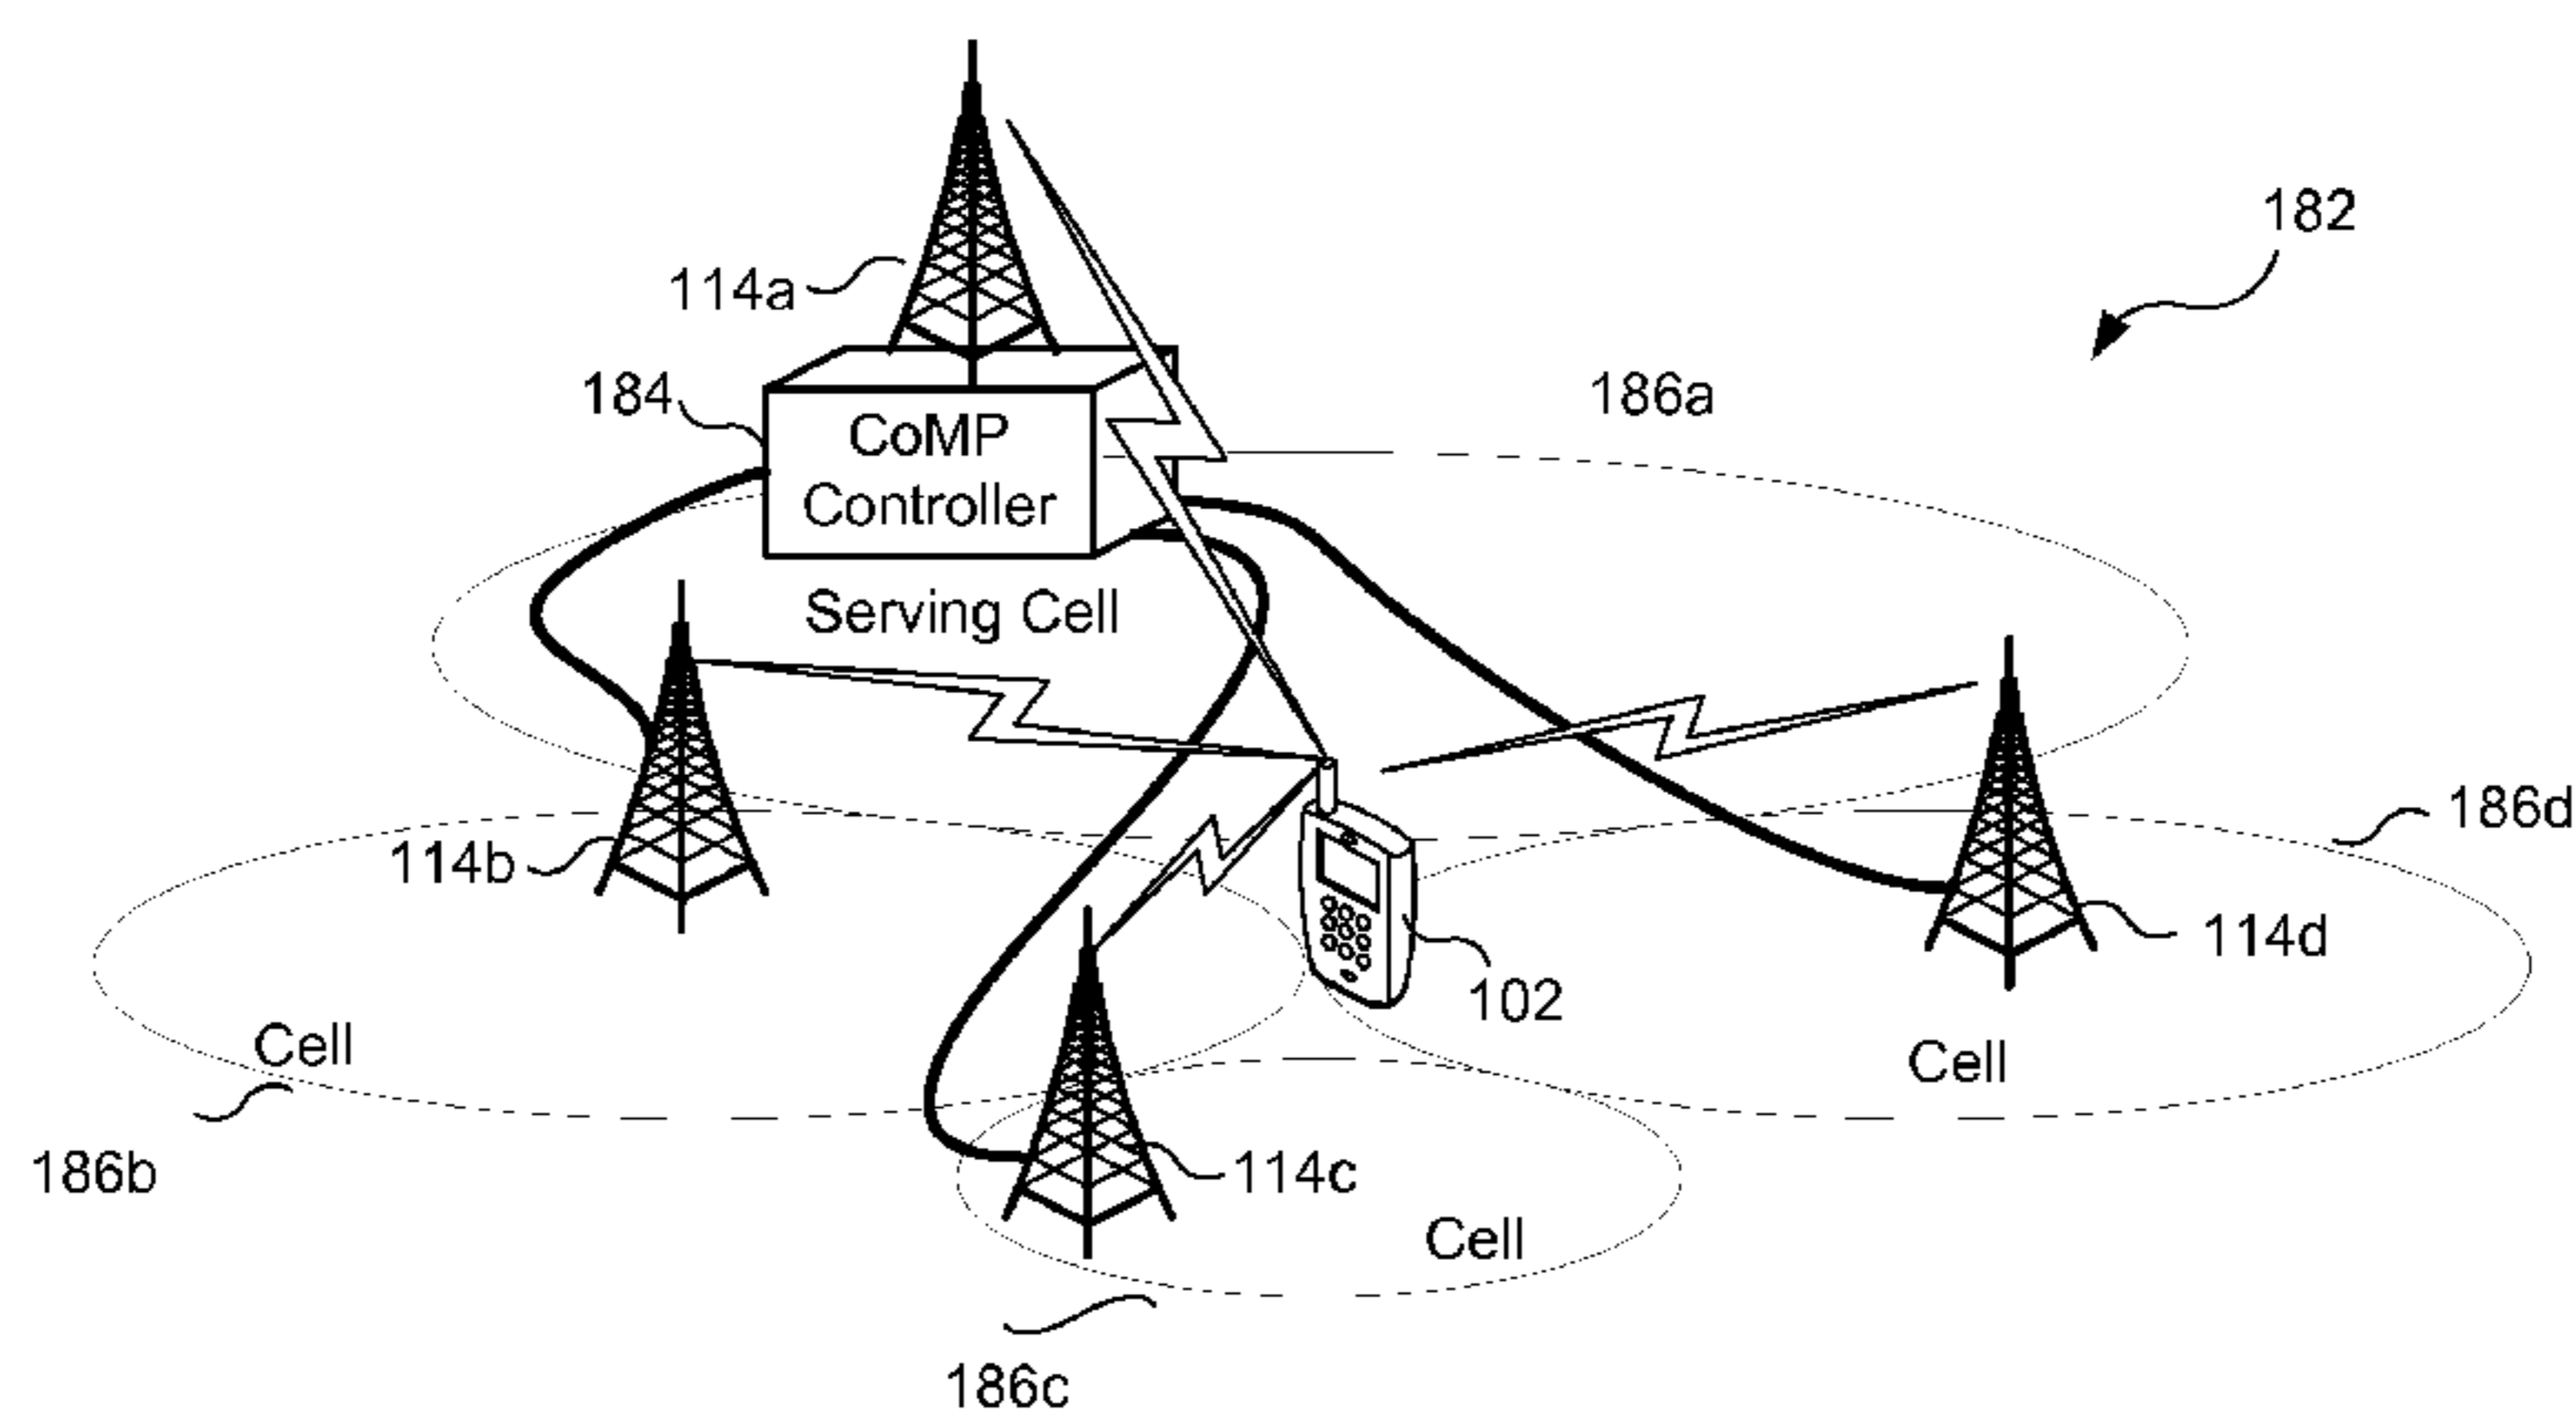 182
114a
186a
184
CoMP
Controller
Serving Cell
186d
114b
114d
102
Cell
Cell
186b
114c
Cell
186c